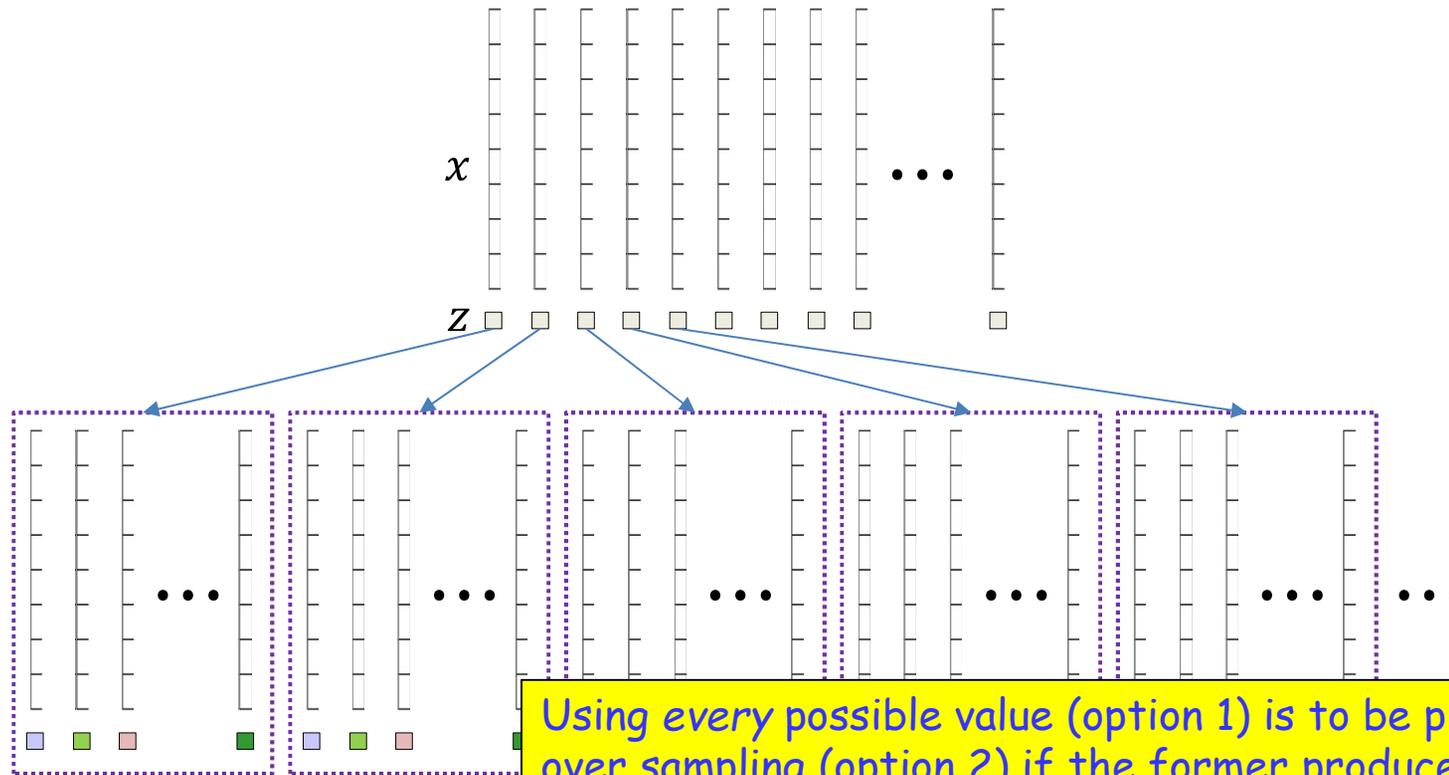 x
z
Using every possible value (option 1) is to be p
over sampling (option 2) if the former produce